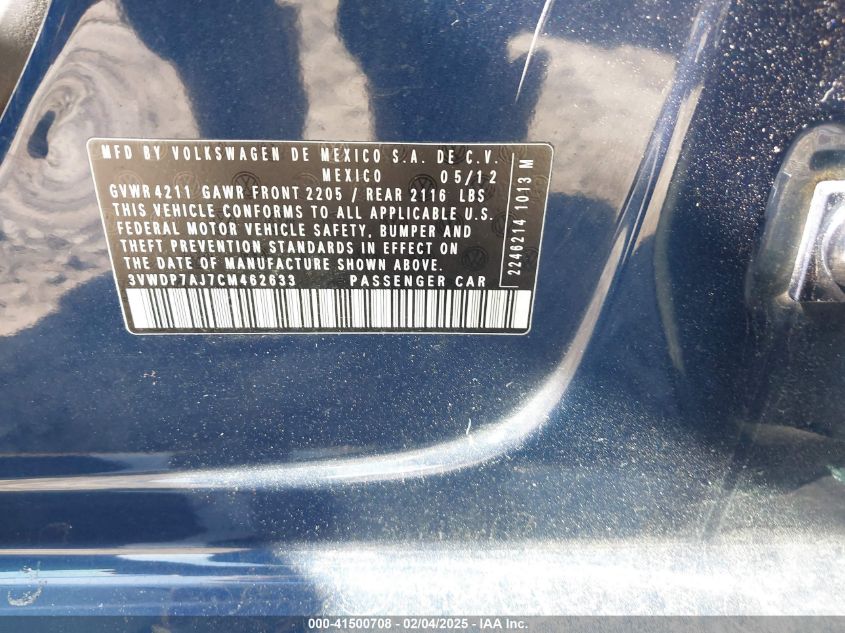 MFD BY VOLKSWAGEN DE MEXICO S.A. DE C.V.
MEXICO 05/12
GVWR 4211 GAWR FRONT 2205 / REAR 2116 LBS
THIS VEHICLE CONFORMS TO ALL APPLICABLE U.S.
FEDERAL MOTOR VEHICLE SAFETY, BUMPER AND
THEFT PREVENTION STANDARDS IN EFFECT ON
THE DATE OF MANUFACTURE SHOWN ABOVE.
3VWDP7AJ7CM462633 PASSENGER CAR
2246214 1013 M
000-41500708 - 02/04/2025 - IAA Inc.